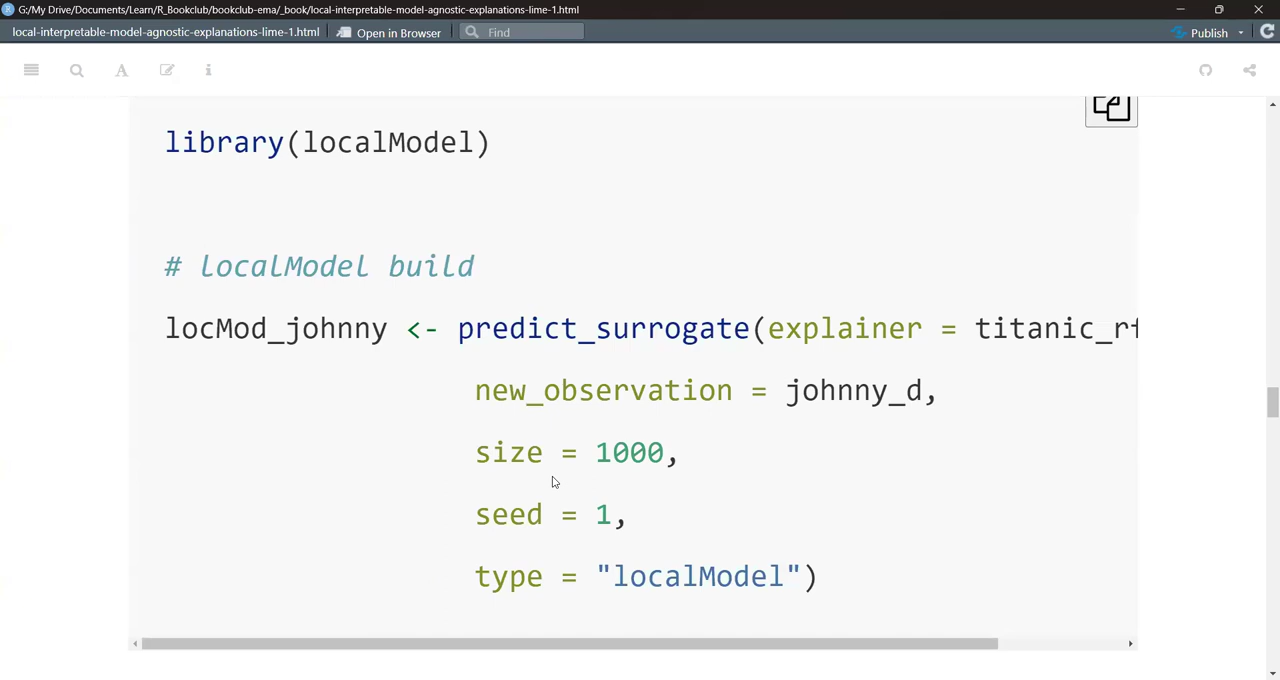 G:/My Drive/Documents/Learn/R_Bookclub/bookclub-ema/_book/local-interpretable-model-agnostic-explanations-lime-1.html
local-interpretable-model-agnostic-explanations-lime-1.html Open in Browser Find Publish
library(localModel)
# localModel build
locMod_johnny <- predict_surrogate(explainer = titanic_rf
new_observation = johnny_d,
size = 1000,
seed = 1,
type = "localModel")